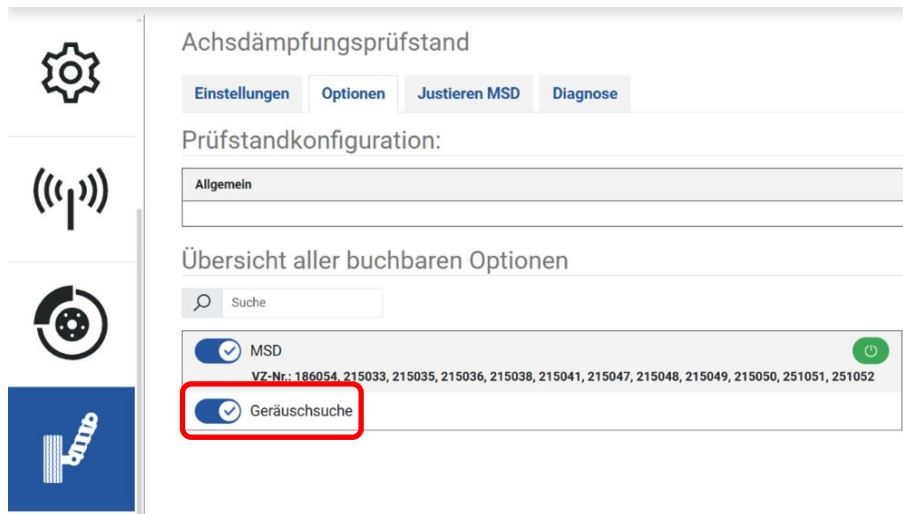 Achsdämpfungsprüfstand
Einstellungen Optionen Justieren MSD Diagnose
Prüfstandkonfiguration:
Allgemein
Übersicht aller buchbaren Optionen
Suche
MSD
VZ-Nr.: 186054, 215033, 215035, 215036, 215038, 215041, 215047, 215048, 215049, 215050, 251051, 251052
Geräuschsuche